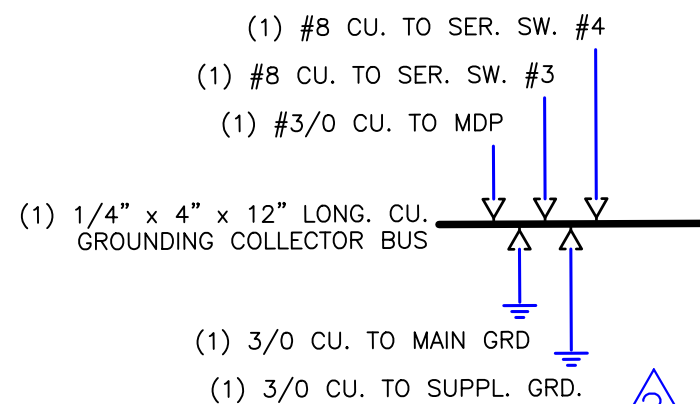 (1) #8 CU. TO SER. SW. #4
(1) #8 CU. TO SER. SW. #3
(1) #3/0 CU. TO MDP
(1) 1/4" x 4" x 12" LONG. CU.
GROUNDING COLLECTOR BUS
(1) 3/0 CU. TO MAIN GRD
(1) 3/0 CU. TO SUPPL. GRD.